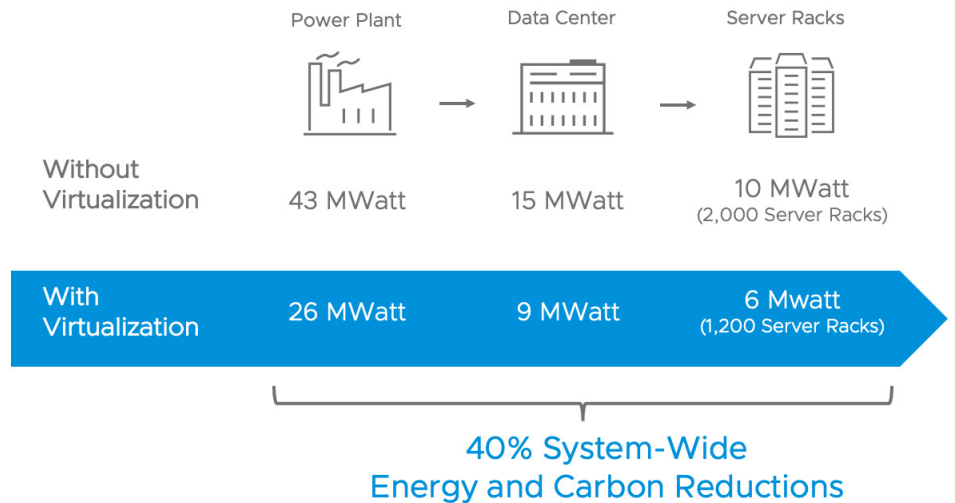 Power Plant
Data Center
Server Racks
Without
Virtualization
43 MWatt
15 MWatt
10 MWatt
(2,000 Server Racks)
With
Virtualization
26 MWatt
9 MWatt
6 Mwatt
(1,200 Server Racks)
40% System-Wide
Energy and Carbon Reductions